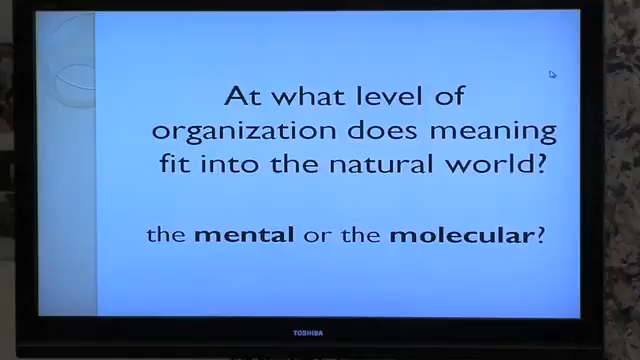 At what level of
organization does meaning
fit into the natural world?
the mental or the molecular?
TOSHIBA